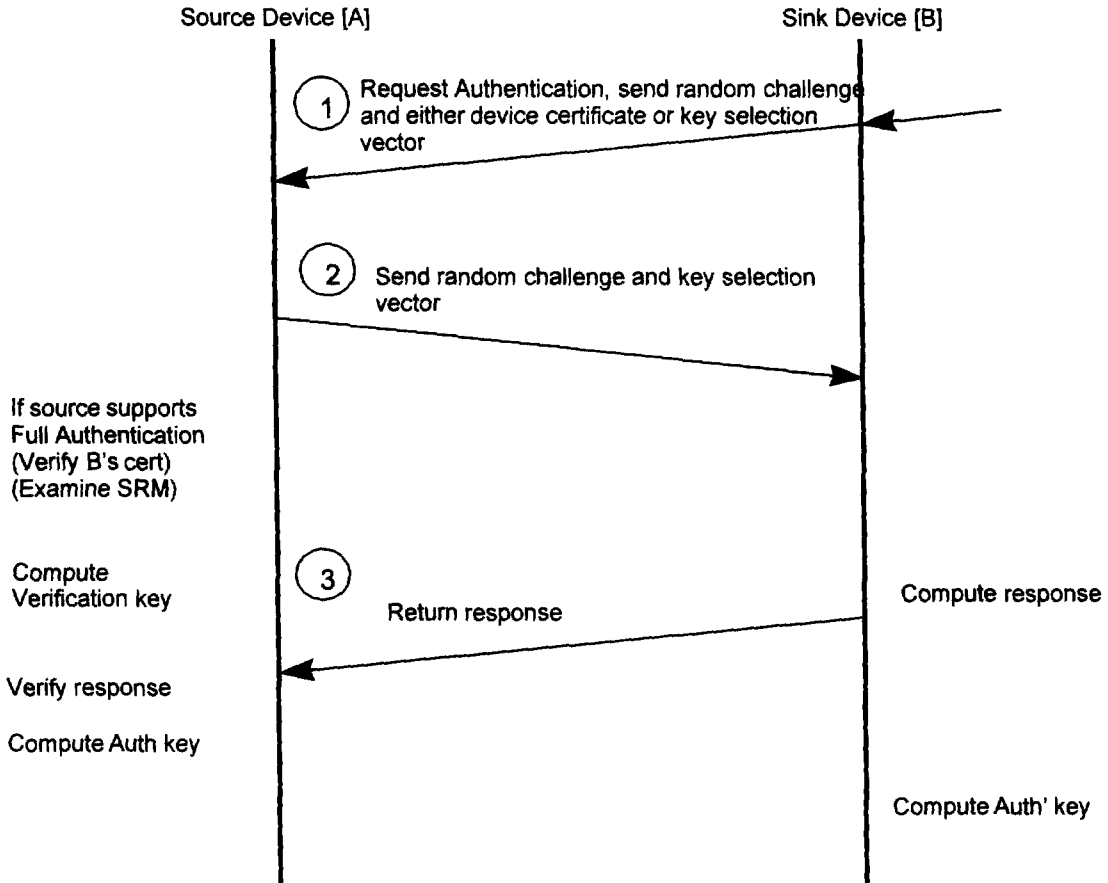 Source Device [A]
Sink Device [B]
1
Request Authentication, send random challenge
and either device certificate or key selection
vector
2
Send random challenge and key selection
vector
If source supports
Full Authentication
(Verify B's cert)
(Examine SRM)
Compute
Verification key
3
Return response
Compute response
Verify response
Compute Auth key
Compute Auth' key